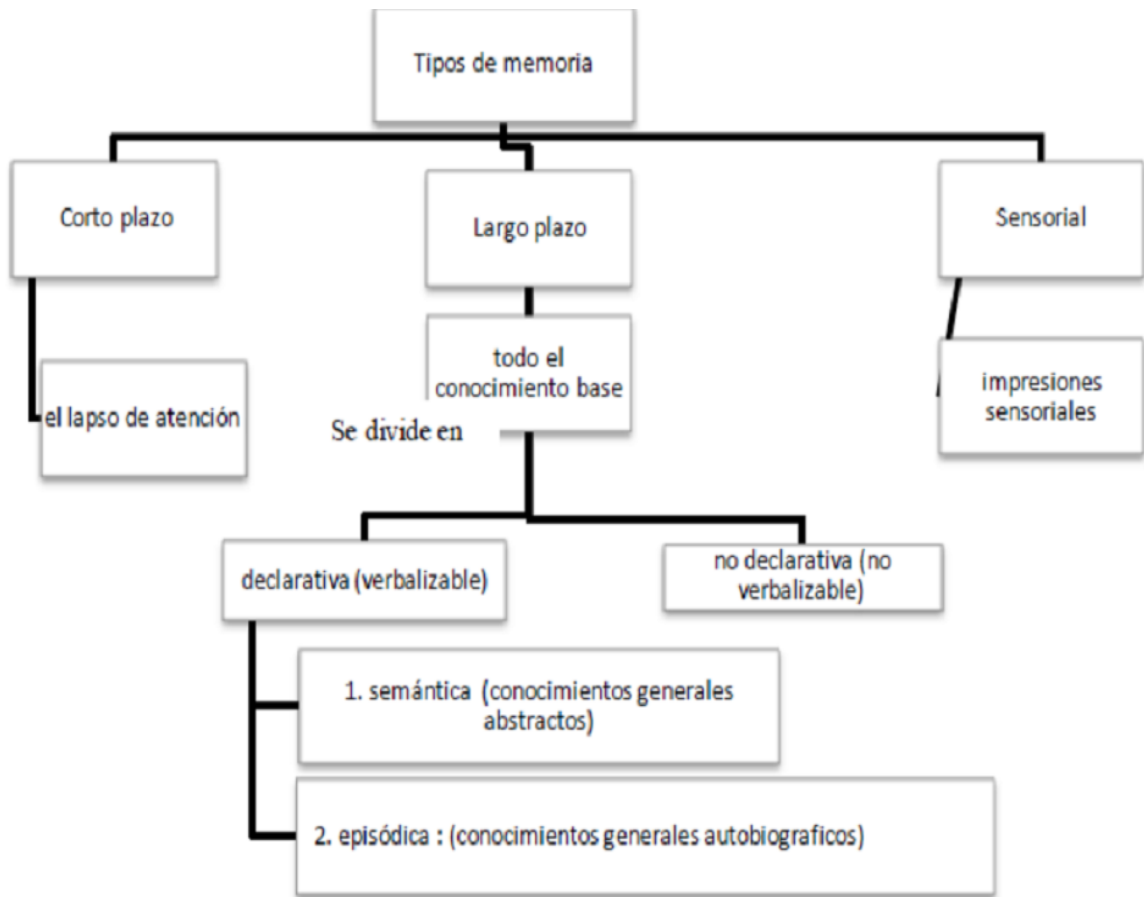 Tipos de memoria
Corto plazo
Largo plazo
Sensorial
el lapso de atención
todo el
conocimiento base
impresiones
sensoriales
Se divide en
declarativa (verbalizable)
no declarativa (no
verbalizable)
1. semántica (conocimientos generales
abstractos)
2. episódica : (conocimientos generales autobiograficos)